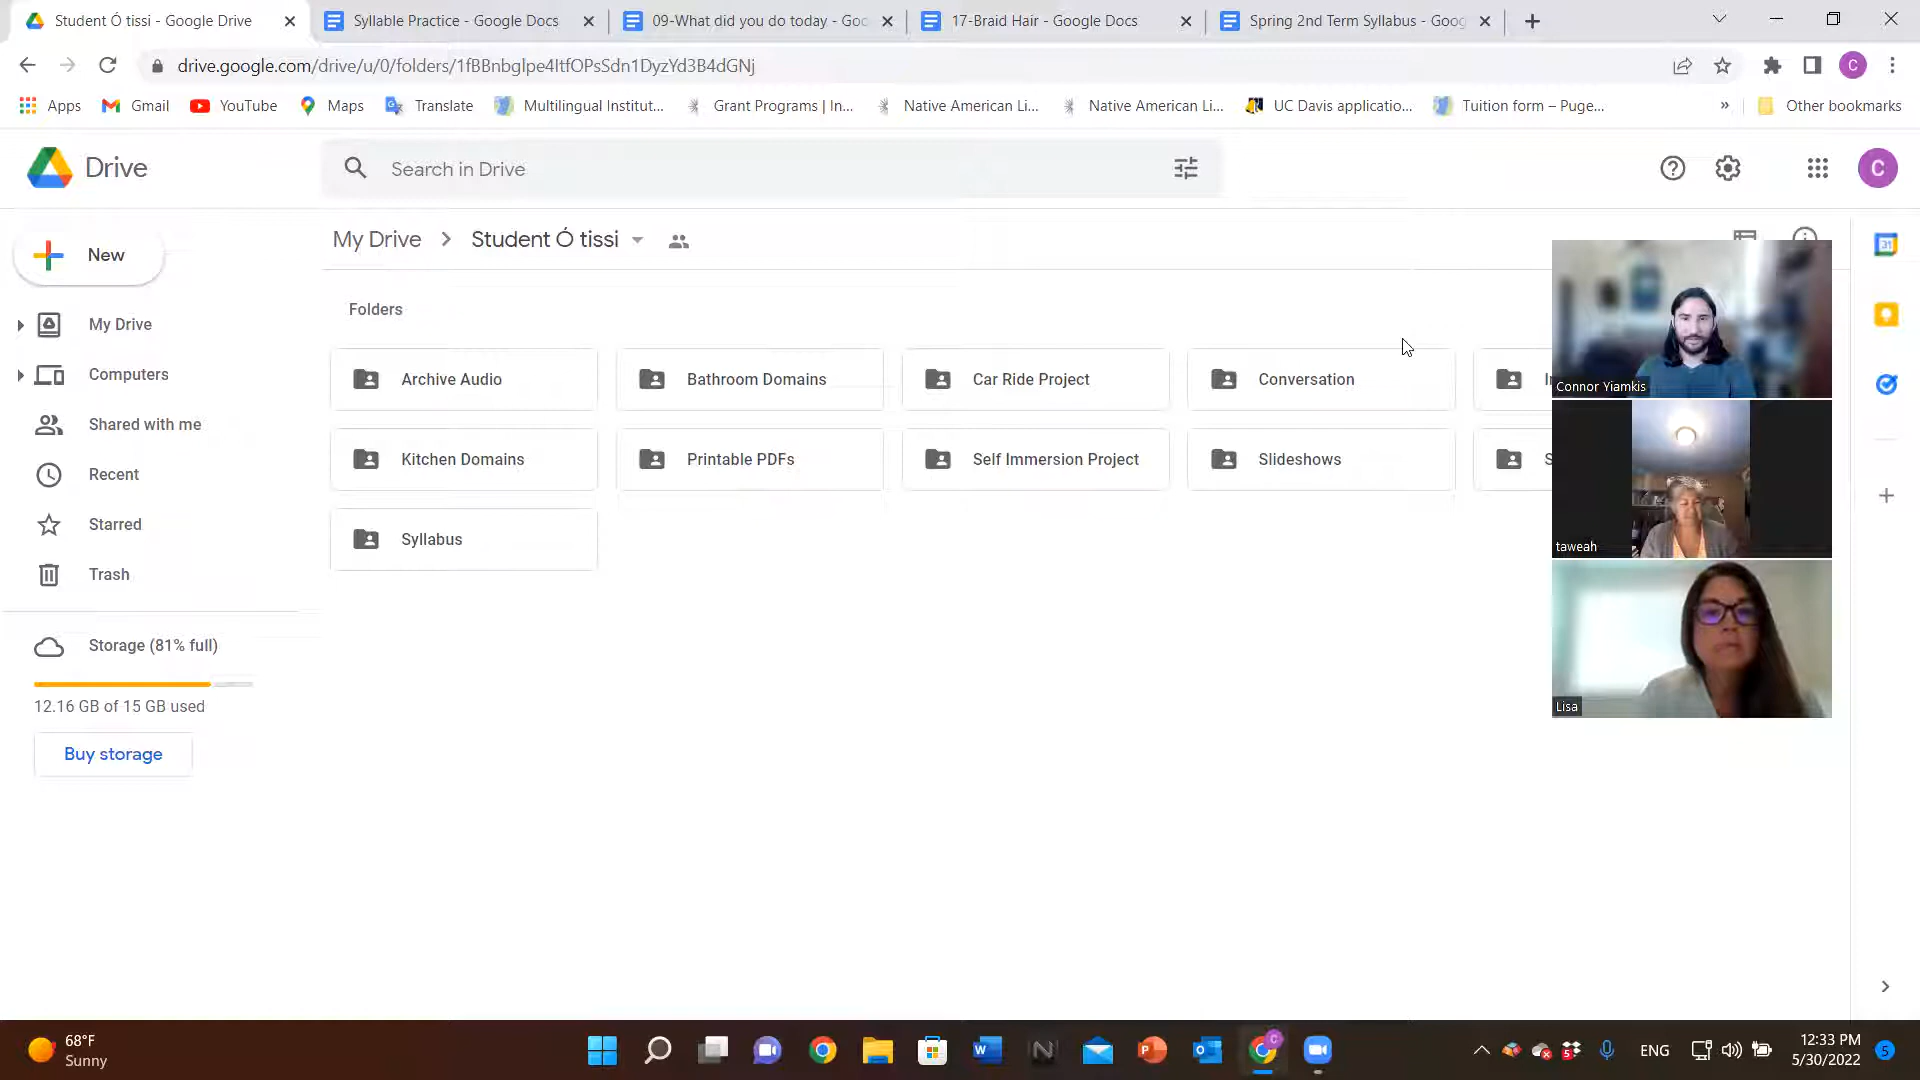 Student Ó tissi - Google Drive
Syllable Practice - Google Docs
09-What did you do today - Goo
17-Braid Hair - Google Docs
Spring 2nd Term Syllabus - Goog
drive.google.com/drive/u/0/folders/1fBBnbglpe4ItfOPsSdn1DyzYd3B4dGNj
C
Apps
Gmail
YouTube
Maps
Translate
Multilingual Institut...
Grant Programs | In...
Native American Li...
Native American Li...
UC Davis applicatio...
Tuition form – Puge...
»
Other bookmarks
Drive
Search in Drive
C
New
My Drive
Student Ó tissi
31
My Drive
Computers
Shared with me
Recent
Starred
Trash
Storage (81% full)
12.16 GB of 15 GB used
Buy storage
Folders
Archive Audio
Bathroom Domains
Car Ride Project
Conversation
Kitchen Domains
Printable PDFs
Self Immersion Project
Slideshows
S
Syllabus
Connor Yiamkis
taweah
Lisa
68°F
Sunny
ENG
12:33 PM
5/30/2022
5